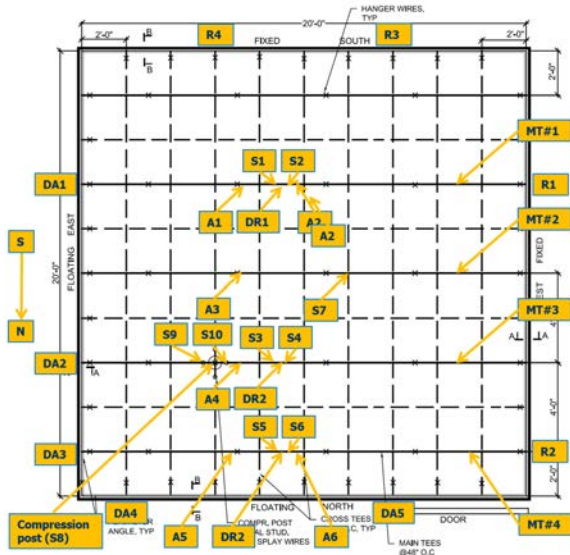 HANGER WIRES,
TYP
20'-0"
2'-0"
B
B
R4
FIXED
SOUTH
R3
2'-0"
2'-0"
S1
S2
MT#1
DA1
R1
A1
DR1
A2
A2
MT#2
S
FLOATING EAST
20'-0"
FIXED
N
A3
S7
MT#3
S9
S10
S3
S4
A
A
DA2
A
A4
DR2
4'-0"
S5
S6
DA3
R2
B
2'-0"
DA4
FLOATING
NORTH
DA5
DOOR
Compression
post (S8)
ANGLE, TYP
A5
B
COMPR, POST
SPLAY WIRES
DR2
CROSS TEES
A6
MAIN TEES
@48" O.C
MT#4